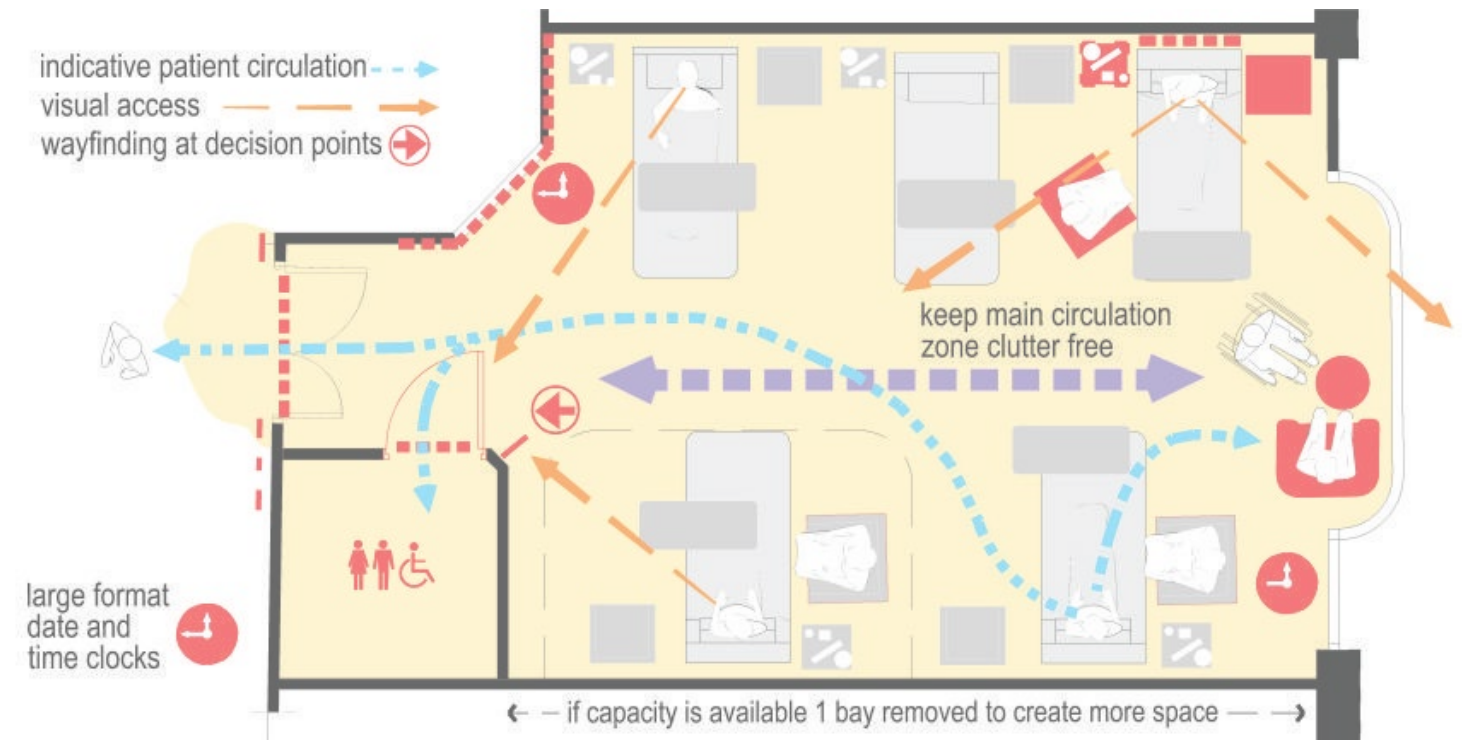 indicative patient circulation
visual access
wayfinding at decision points
keep main circulation
zone clutter free
large format
date and
time clocks
if capacity is available 1 bay removed to create more space